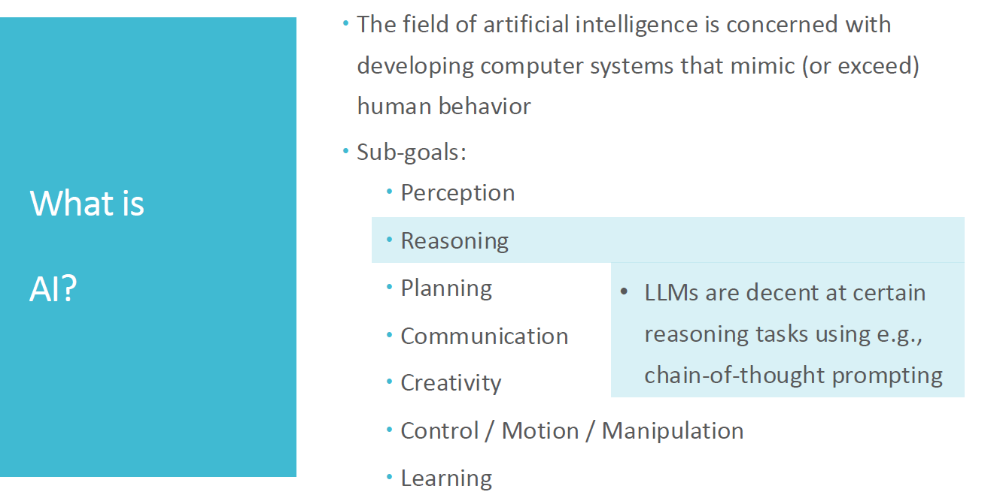 What is
AI?
• The field of artificial intelligence is concerned with
developing computer systems that mimic (or exceed)
human behavior
• Sub-goals:
• Perception
• Reasoning
• Planning
• LLMs are decent at certain
reasoning tasks using e.g.,
chain-of-thought prompting
• Communication
• Creativity
• Control / Motion / Manipulation
• Learning